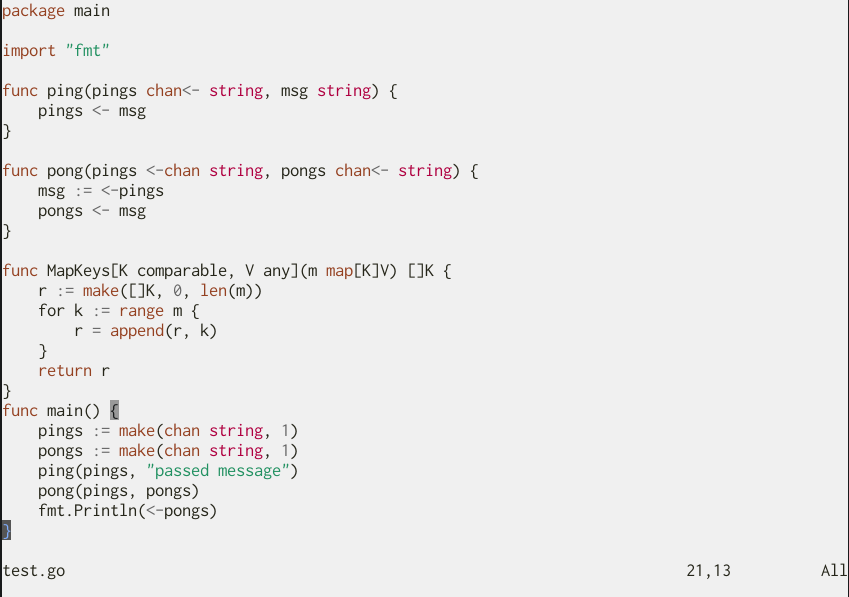 package main

import "fmt"

func ping(pings chan<- string, msg string) {
    pings <- msg
}

func pong(pings <-chan string, pongs chan<- string) {
    msg := <-pings
    pongs <- msg
}

func MapKeys[K comparable, V any](m map[K]V) []K {
    r := make([]K, 0, len(m))
    for k := range m {
        r = append(r, k)
    }
    return r
}
func main() {
    pings := make(chan string, 1)
    pongs := make(chan string, 1)
    ping(pings, "passed message")
    pong(pings, pongs)
    fmt.Println(<-pongs)
}

test.go 21,13 All